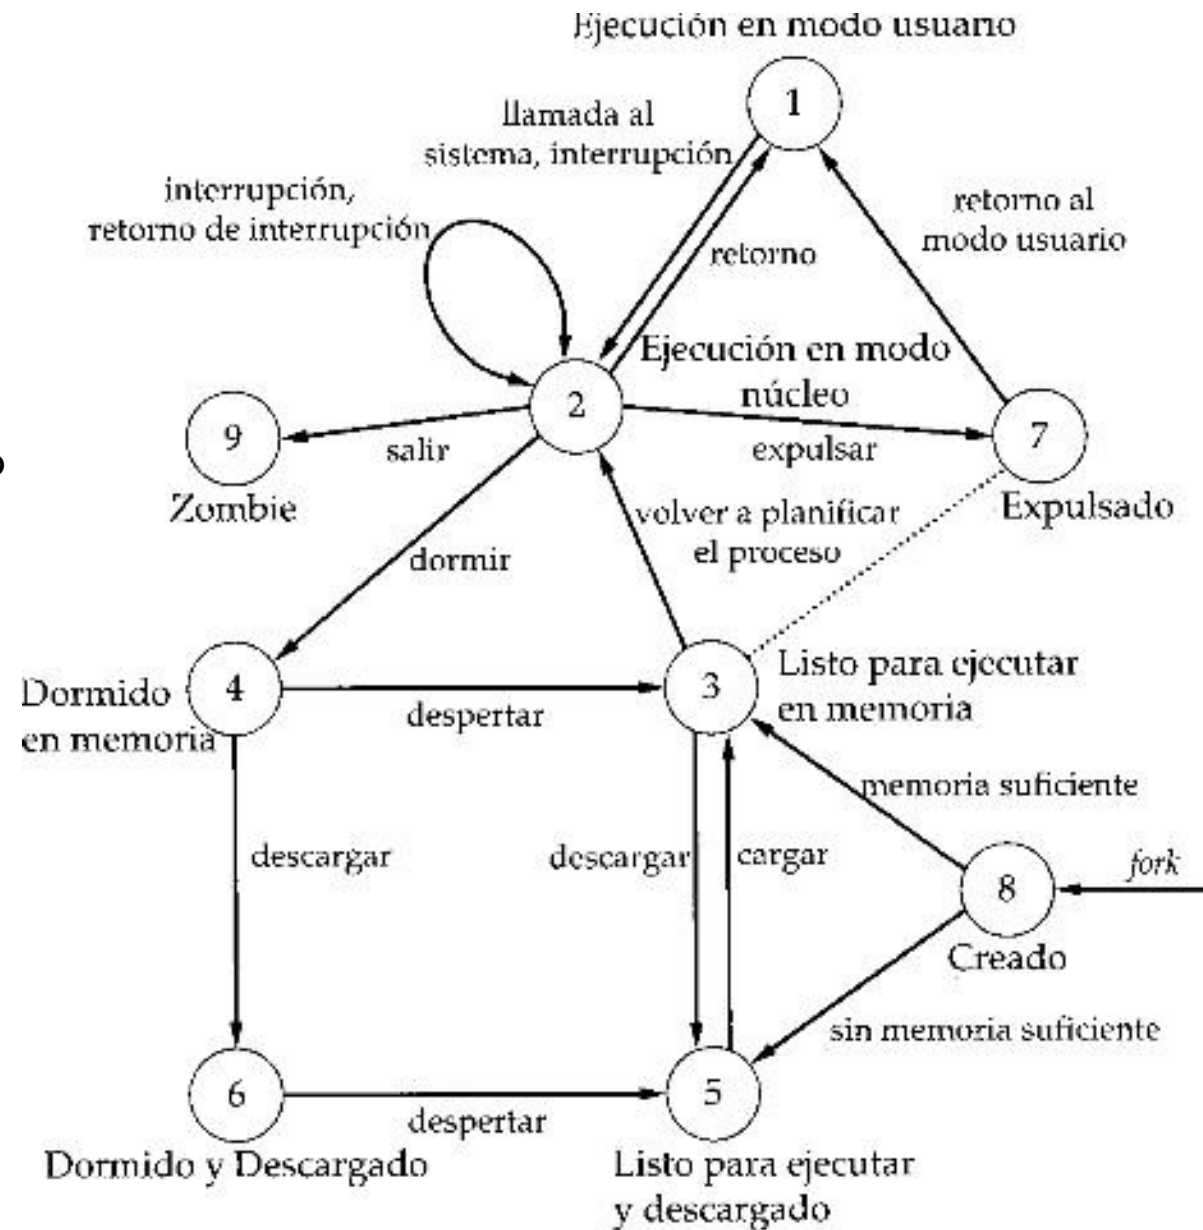 Ejecución en modo usuario
1
llamada al
sistema, interrupción
interrupción,
retorno de interrupción
retorno al
modo usuario
retorno
Ejecución en modo
núcleo
2
9
7
salir
expulsar
Zombie
Expulsado
volver a planificar
el proceso
dormir
4
3
Dormido
en memoria
Listo para ejecutar
en memoria
despertar
memoria suficiente
descargar
descargar
cargar
fork
8
Creado
sin memoria suficiente
6
5
despertar
Dormido y Descargado
Listo para ejecutar
y descargado